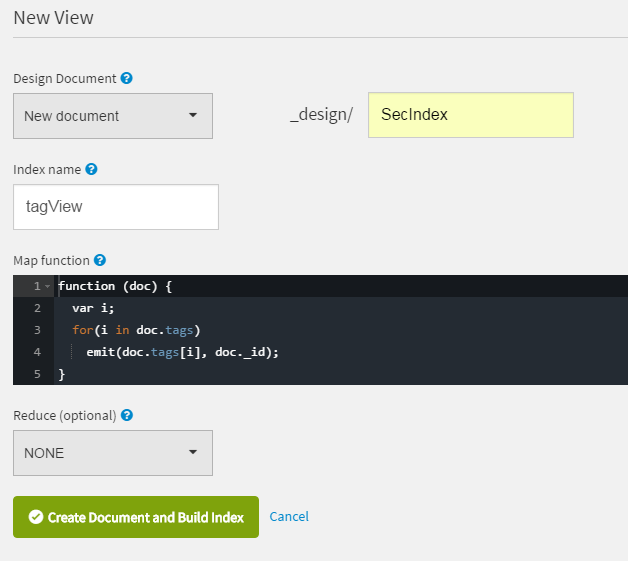 New View
Design Document ?
New document
_design/ SecIndex
Index name ?
tagView
Map function ?
1 function (doc) {
2 var i;
3 for(i in doc.tags)
4 emit(doc.tags[i], doc._id);
5 }
Reduce (optional) ?
NONE
Create Document and Build Index Cancel